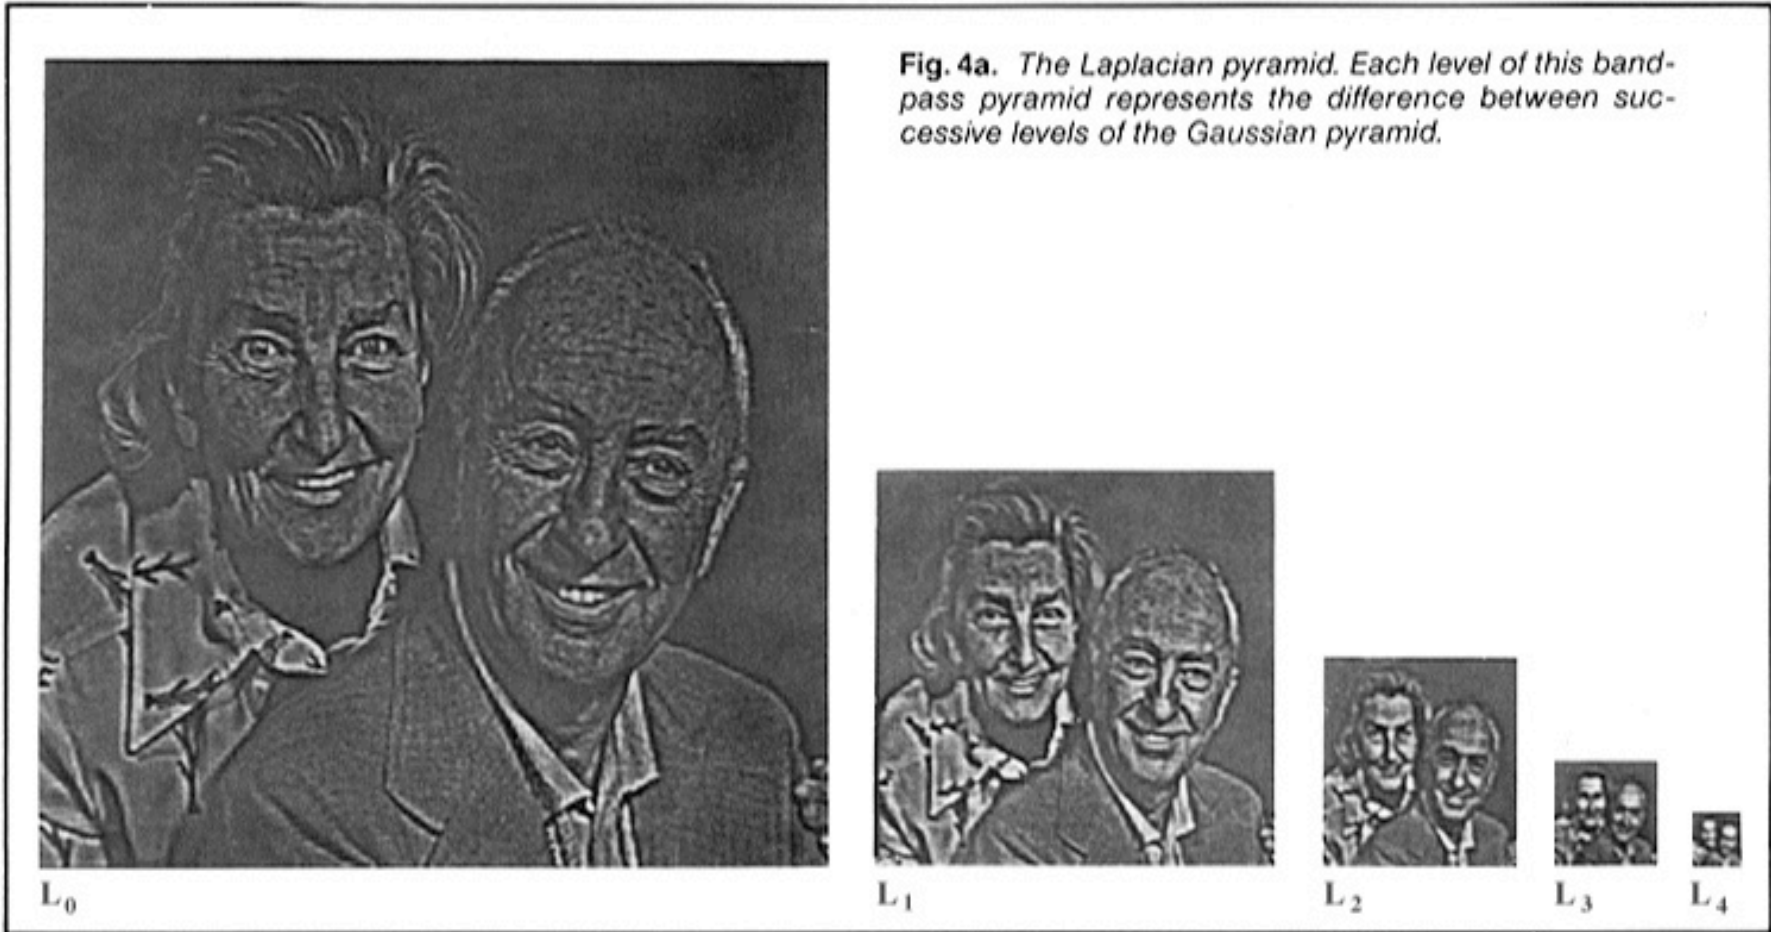 Fig. 4a. The Laplacian pyramid. Each level of this band-
pass pyramid represents the difference between suc-
cessive levels of the Gaussian pyramid.
L0
L1
L2
L3
L4